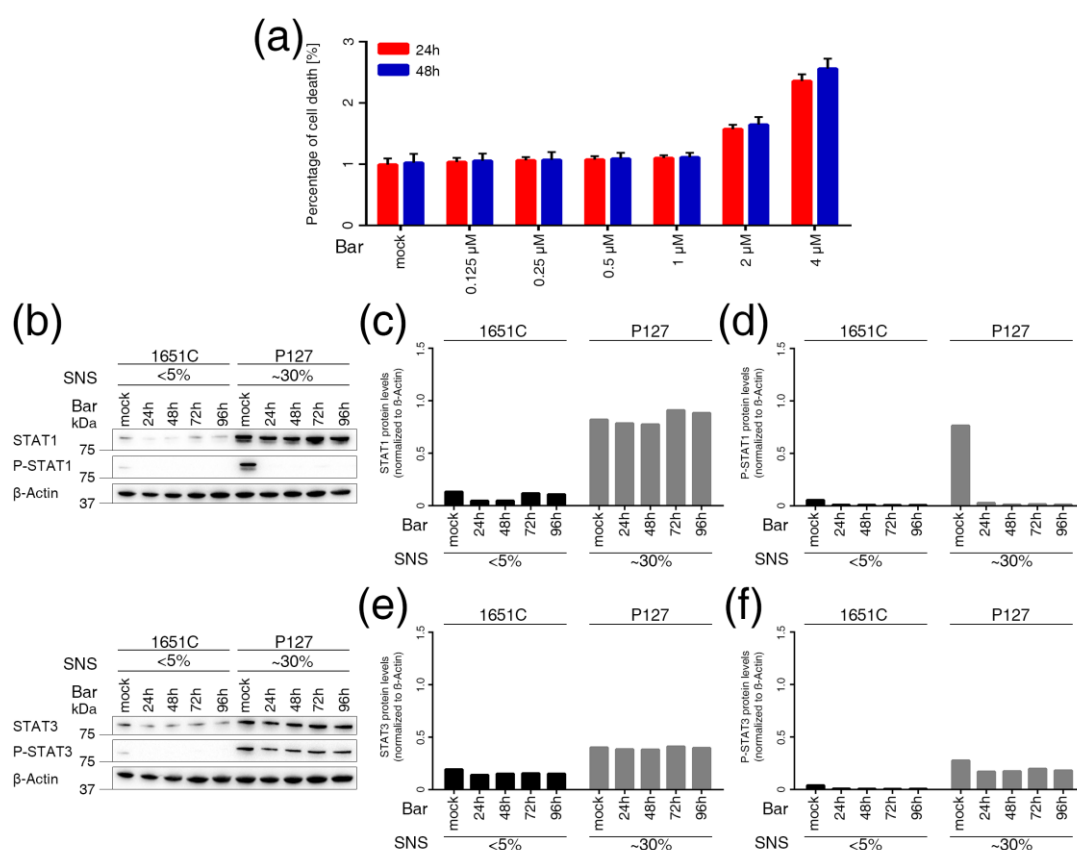 (a)
Percentage of cell death [%]
3
2
1
0
24h
48h
Bar
mock
0.125 µM
0.25 µM
0.5 µM
1 µM
2 µM
4 µM
(b)
1651C P127
SNS <5% ~30%
Bar mock 24h 48h 72h 96h mock 24h 48h 72h 96h
kDa
STAT1
75
P-STAT1
75
β-Actin
37
(c)
1651C P127
STAT1 protein levels
(normalized to ß-Actin)
1.5
1.0
0.5
0
Bar mock 24h 48h 72h 96h mock 24h 48h 72h 96h
SNS <5% ~30%
(d)
1651C P127
P-STAT1 protein levels
(normalized to ß-Actin)
1.5
1.0
0.5
0
Bar mock 24h 48h 72h 96h mock 24h 48h 72h 96h
SNS <5% ~30%
1651C P127
SNS <5% ~30%
Bar mock 24h 48h 72h 96h mock 24h 48h 72h 96h
kDa
STAT3
75
P-STAT3
75
β-Actin
37
(e)
1651C P127
STAT3 protein levels
(normalized to ß-Actin)
1.5
1.0
0.5
0
Bar mock 24h 48h 72h 96h mock 24h 48h 72h 96h
SNS <5% ~30%
(f)
1651C P127
P-STAT3 protein levels
(normalized to ß-Actin)
1.5
1.0
0.5
0
Bar mock 24h 48h 72h 96h mock 24h 48h 72h 96h
SNS <5% ~30%